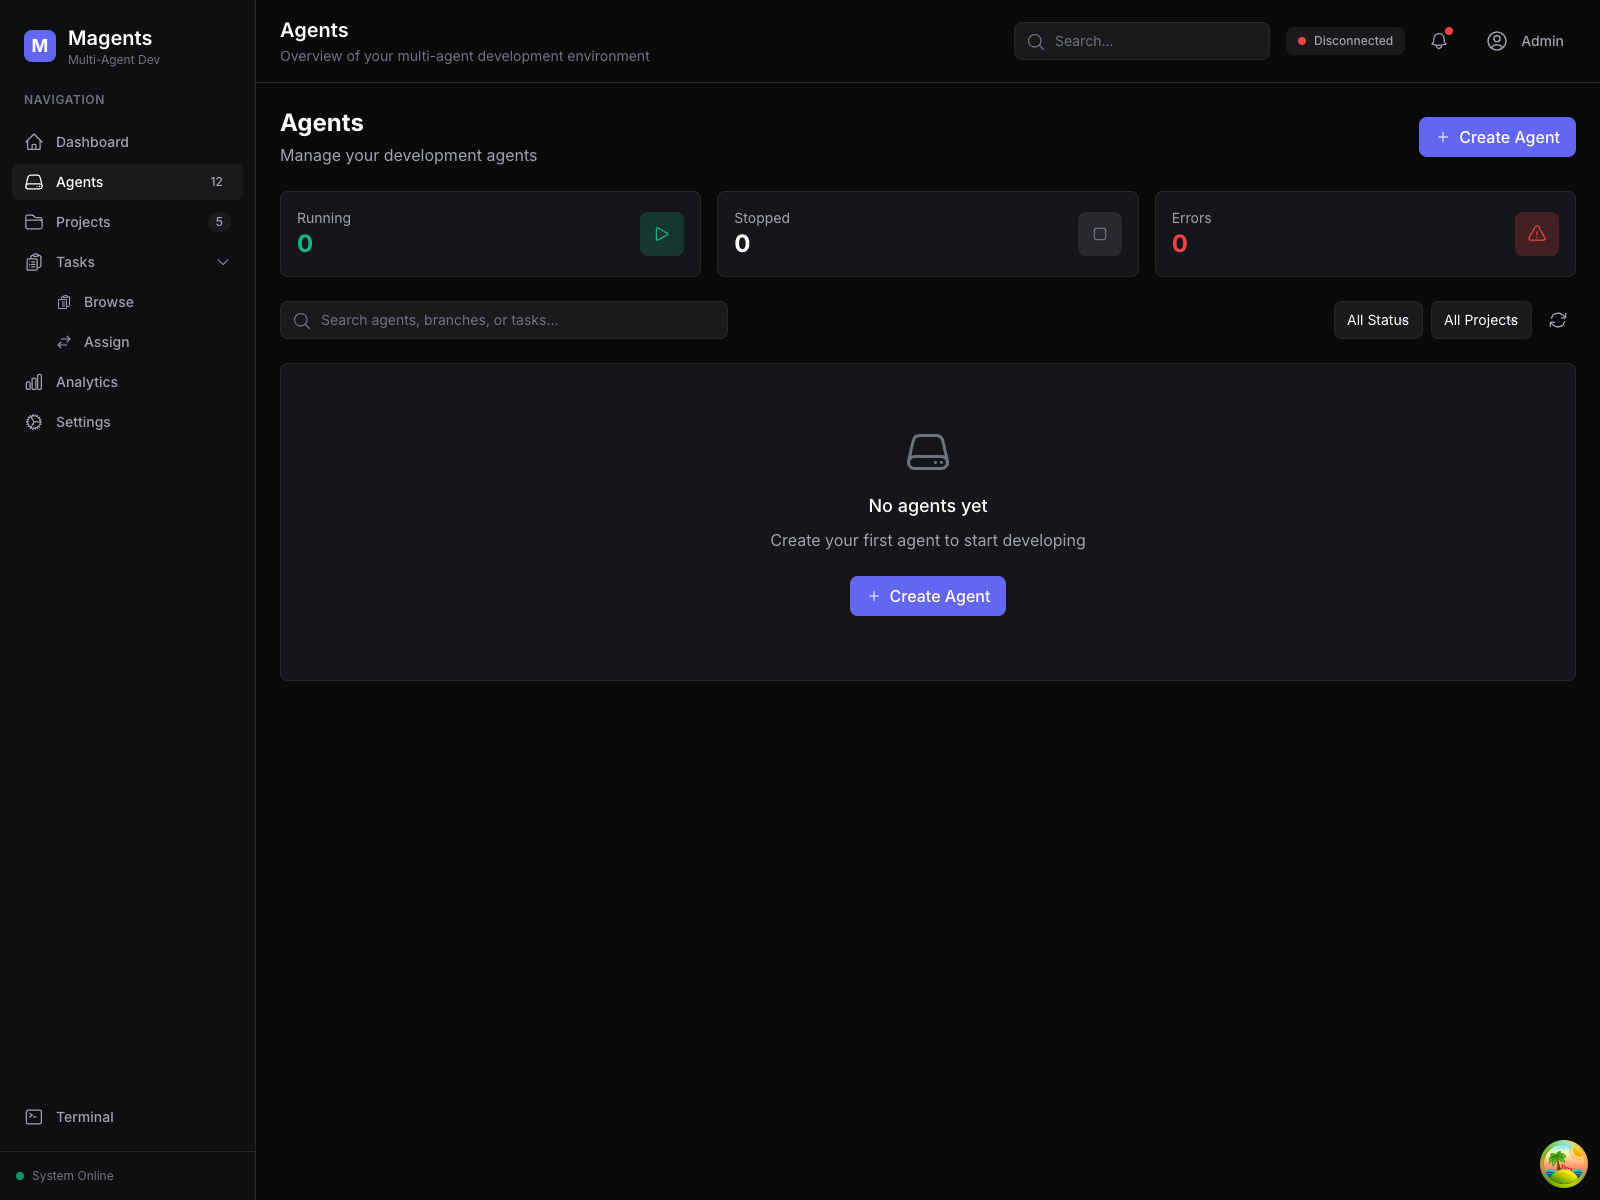 M
Magents
Multi-Agent Dev
NAVIGATION
Dashboard
Agents 12
Projects 5
Tasks
Browse
Assign
Analytics
Settings
Terminal
System Online
Agents
Overview of your multi-agent development environment
Search...
Disconnected
Admin
Agents
Manage your development agents
+ Create Agent
Running
0
Stopped
0
Errors
0
Search agents, branches, or tasks...
All Status
All Projects
No agents yet
Create your first agent to start developing
+ Create Agent